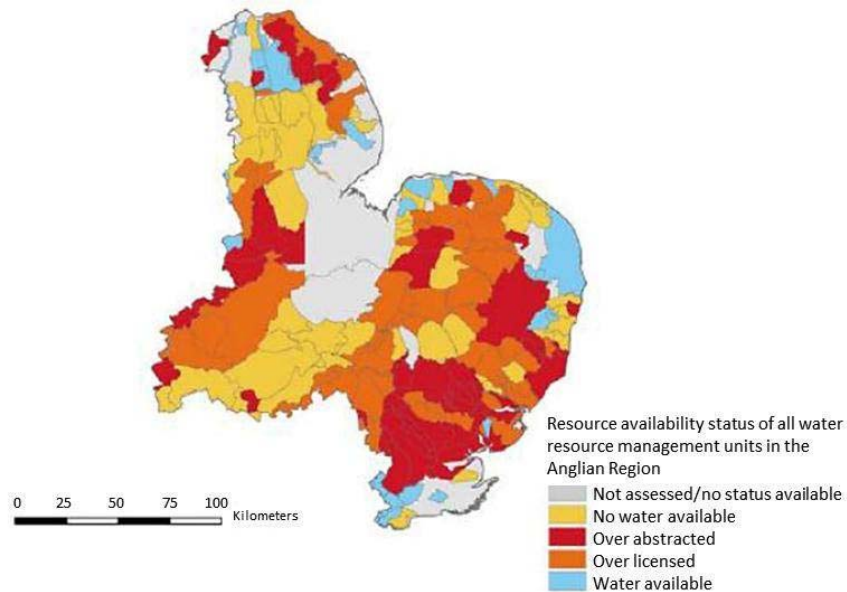 Resource availability status of all water
resource management units in the
Anglian Region
0 25 50 75 100 Kilometers
Not assessed/no status available
No water available
Over abstracted
Over licensed
Water available